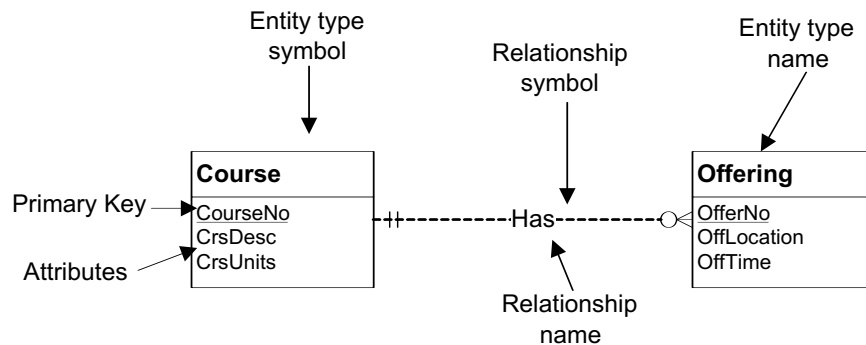 Entity type
symbol
Relationship
symbol
Entity type
name
Course
Offering
Primary Key
CourseNo
CrsDesc
CrsUnits
Has
OfferNo
OffLocation
OffTime
Attributes
Relationship
name